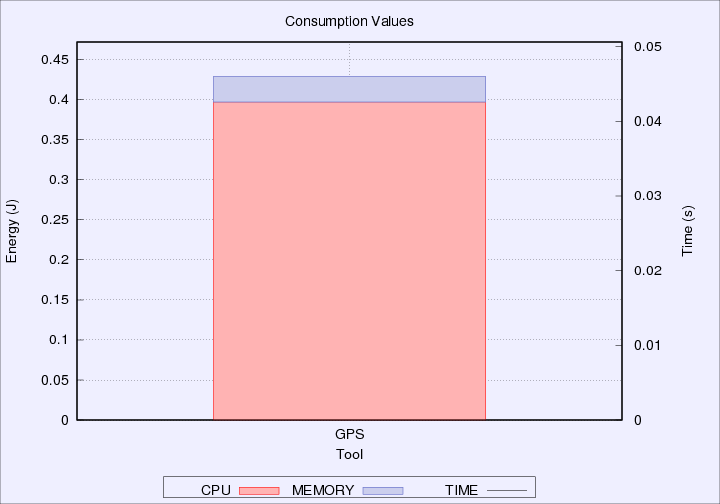 Consumption Values
Energy (J)
0.45
0.4
0.35
0.3
0.25
0.2
0.15
0.1
0.05
0
0.05
0.04
0.03
0.02
0.01
0
Time (s)
GPS
Tool
CPU MEMORY TIME